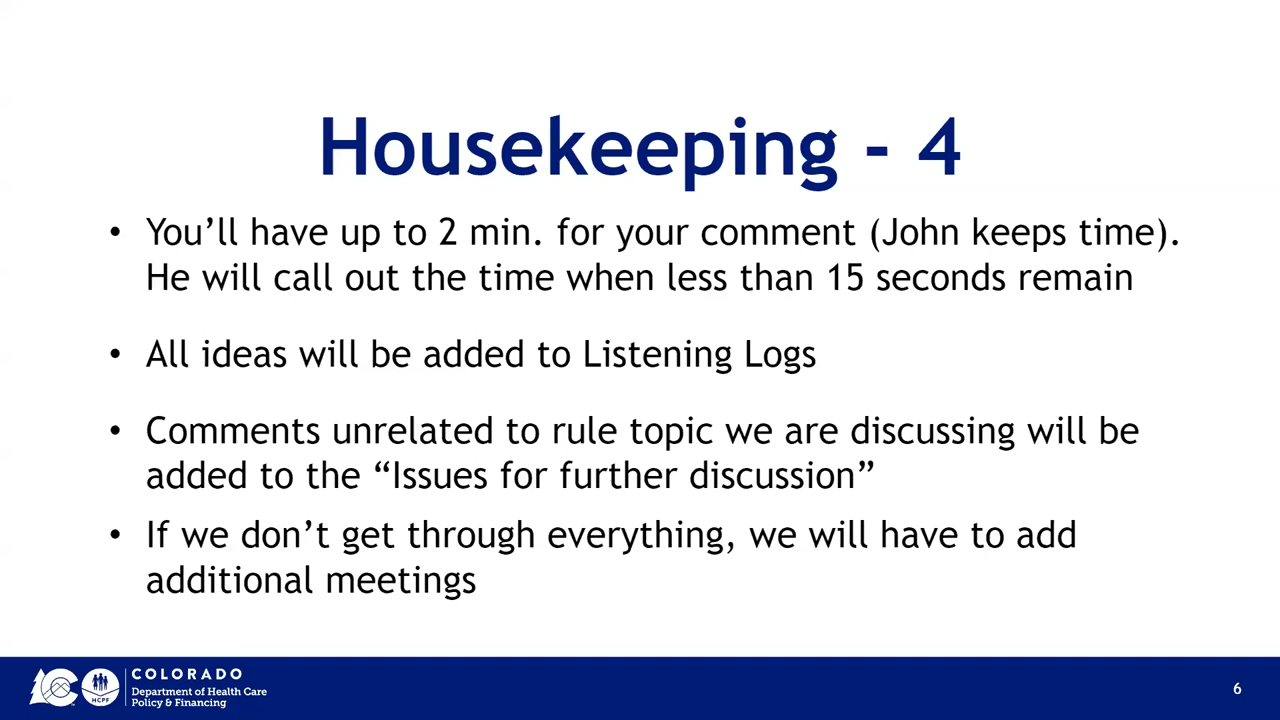 Housekeeping - 4
• You’ll have up to 2 min. for your comment (John keeps time).
He will call out the time when less than 15 seconds remain
• All ideas will be added to Listening Logs
• Comments unrelated to rule topic we are discussing will be
added to the “Issues for further discussion”
• If we don’t get through everything, we will have to add
additional meetings
HCPF
COLORADO
Department of Health Care
Policy & Financing
6